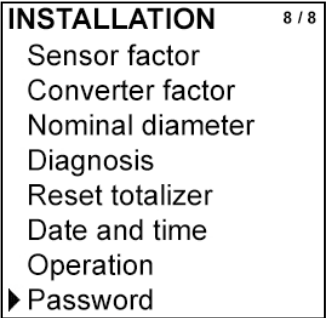 INSTALLATION 8 / 8
Sensor factor
Converter factor
Nominal diameter
Diagnosis
Reset totalizer
Date and time
Operation
Password